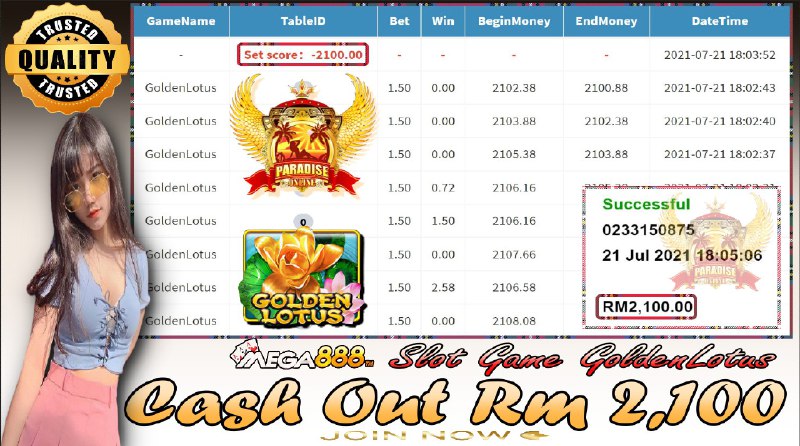 TRUSTED
QUALITY
TRUSTED
GameName TableID Bet Win BeginMoney EndMoney DateTime
- Set score: -2100.00 - - - - 2021-07-21 18:03:52
GoldenLotus 1.50 0.00 2102.38 2100.88 2021-07-21 18:02:43
GoldenLotus 1.50 0.00 2103.88 2102.38 2021-07-21 18:02:40
GoldenLotus 1.50 0.00 2105.38 2103.88 2021-07-21 18:02:37
GoldenLotus 1.50 0.72 2106.16
GoldenLotus 0 1.50 1.50 2106.16
GoldenLotus 1.50 0.00 2107.66
GoldenLotus 1.50 2.58 2106.58
GoldenLotus 1.50 0.00 2108.08
PARADISE
ONLINE
GOLDEN
LOTUS
Successful
0233150875
21 Jul 2021 18:05:06
PARADISE
RM2,100.00
MEGA888 TM Slot Game GoldenLotus
Cash Out Rm 2,100
JOIN NOW